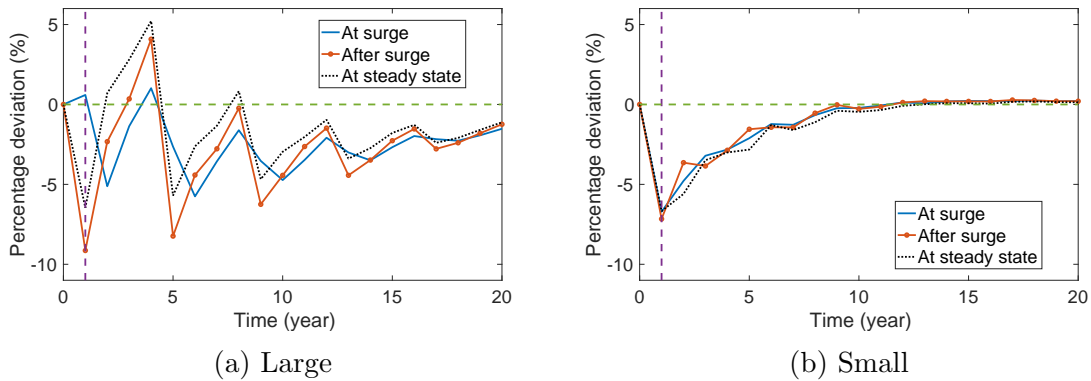 5
0
-5
-10
Percentage deviation (%)
At surge
After surge
At steady state
0 5 10 15 20
Time (year)
(a) Large
5
0
-5
-10
Percentage deviation (%)
At surge
After surge
At steady state
0 5 10 15 20
Time (year)
(b) Small